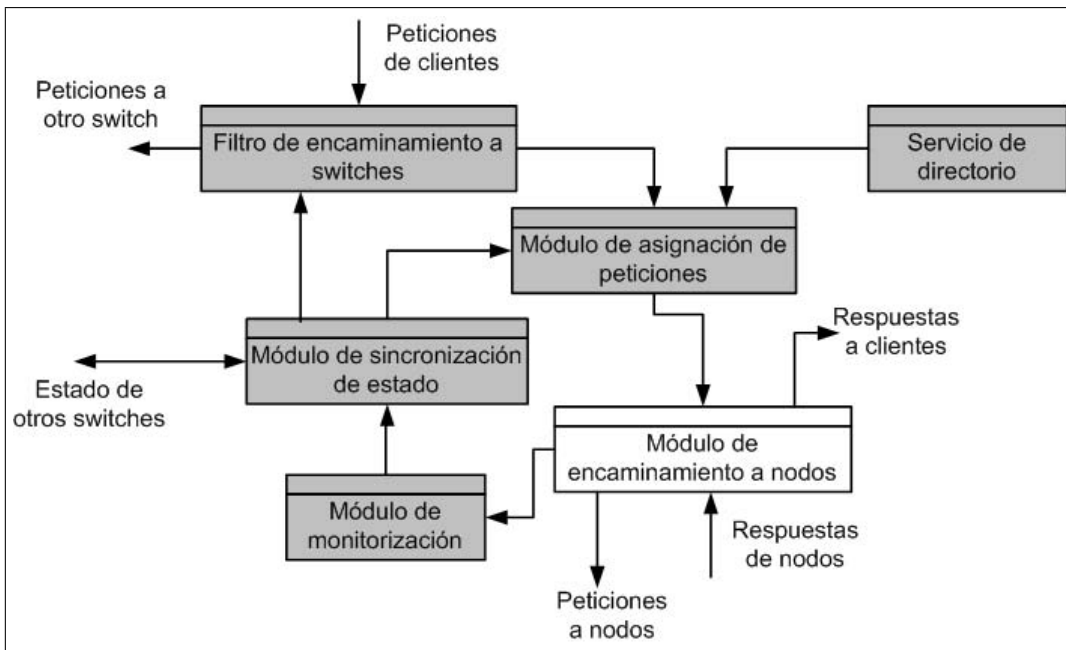 Peticiones
de clientes
Peticiones a
otro switch
Filtro de encaminamiento a
switches
Servicio de
directorio
Módulo de asignación de
peticiones
Respuestas
a clientes
Módulo de sincronización
de estado
Estado de
otros switches
Módulo de
encaminamiento a nodos
Módulo de
monitorización
Respuestas
de nodos
Peticiones
a nodos